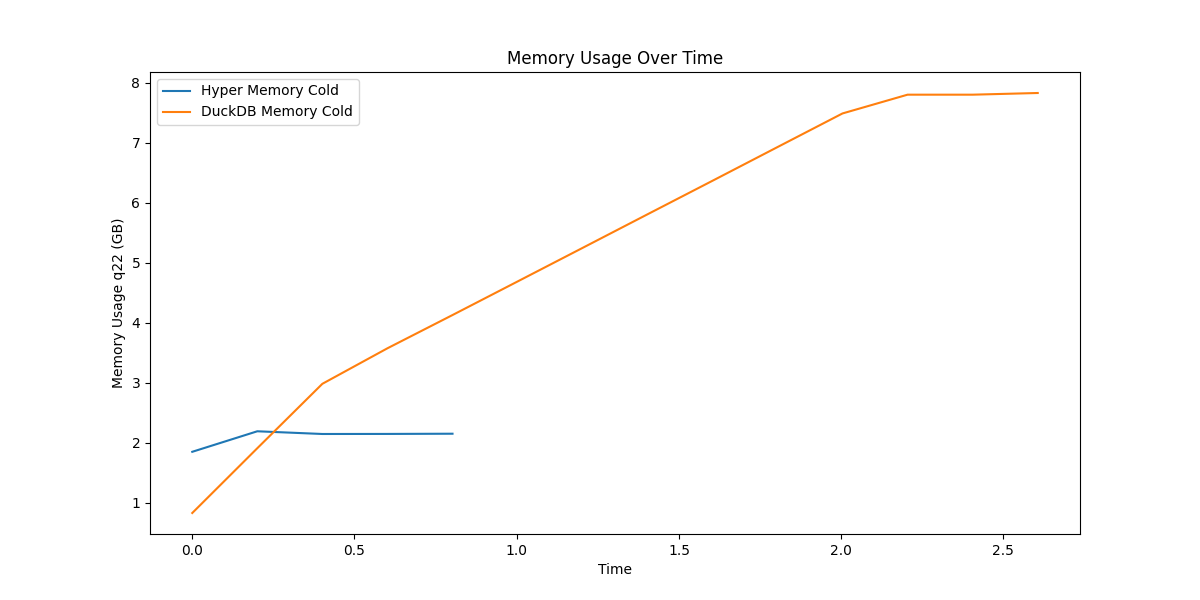 Memory Usage Over Time
Hyper Memory Cold
DuckDB Memory Cold
Memory Usage q22 (GB)
8
7
6
5
4
3
2
1
0.0 0.5 1.0 1.5 2.0 2.5
Time